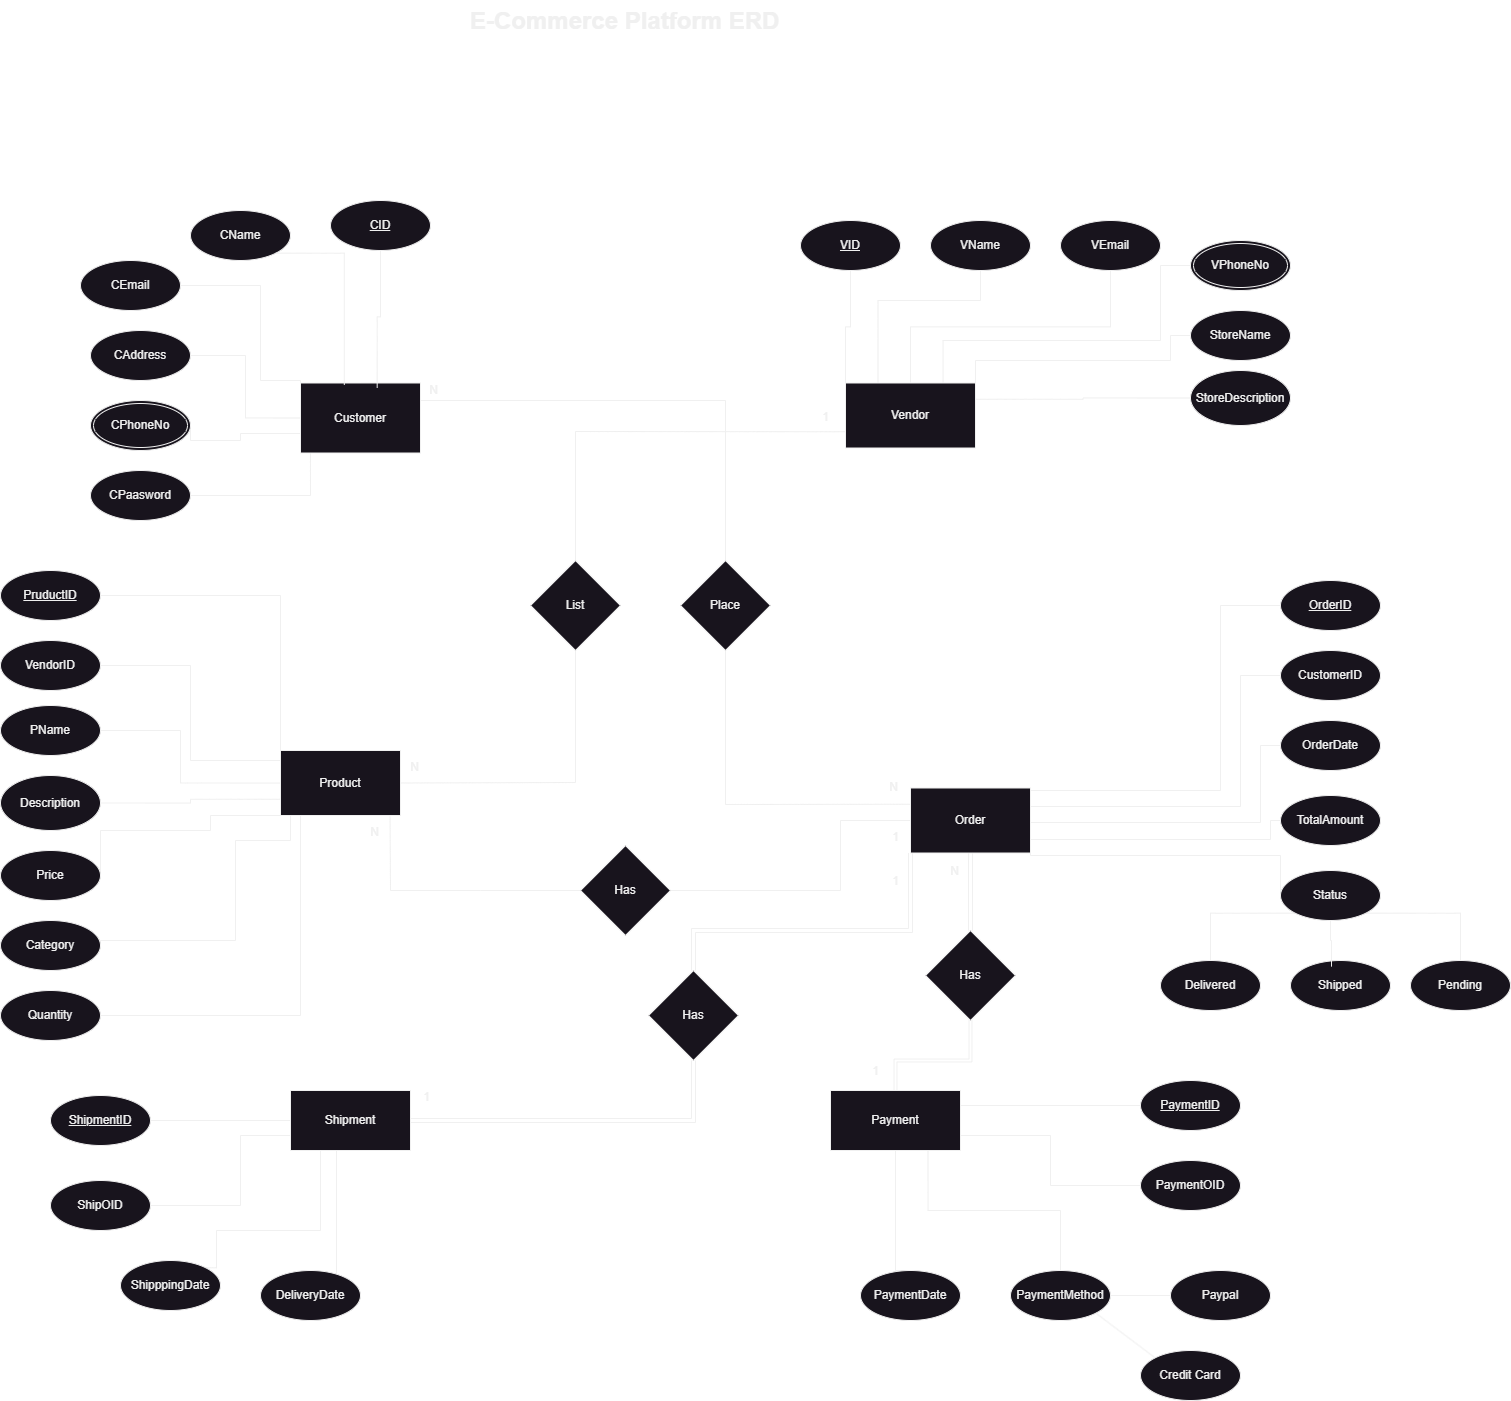 E-Commerce Platform ERD
CName
CID
CEmail
CAddress
CPhoneNo
CPaasword
Customer
N
VID
VName
VEmail
VPhoneNo
StoreName
StoreDescription
1
Vendor
List
Place
PruductID
VendorID
PName
Description
Price
Category
Quantity
Product
N
N
Has
OrderID
CustomerID
OrderDate
TotalAmount
Status
Delivered
Shipped
Pending
N
Order
1
1
N
Has
Has
1
Shipment
ShipmentID
ShipOID
ShipppingDate
DeliveryDate
1
Payment
PaymentID
PaymentOID
PaymentDate
PaymentMethod
Paypal
Credit Card